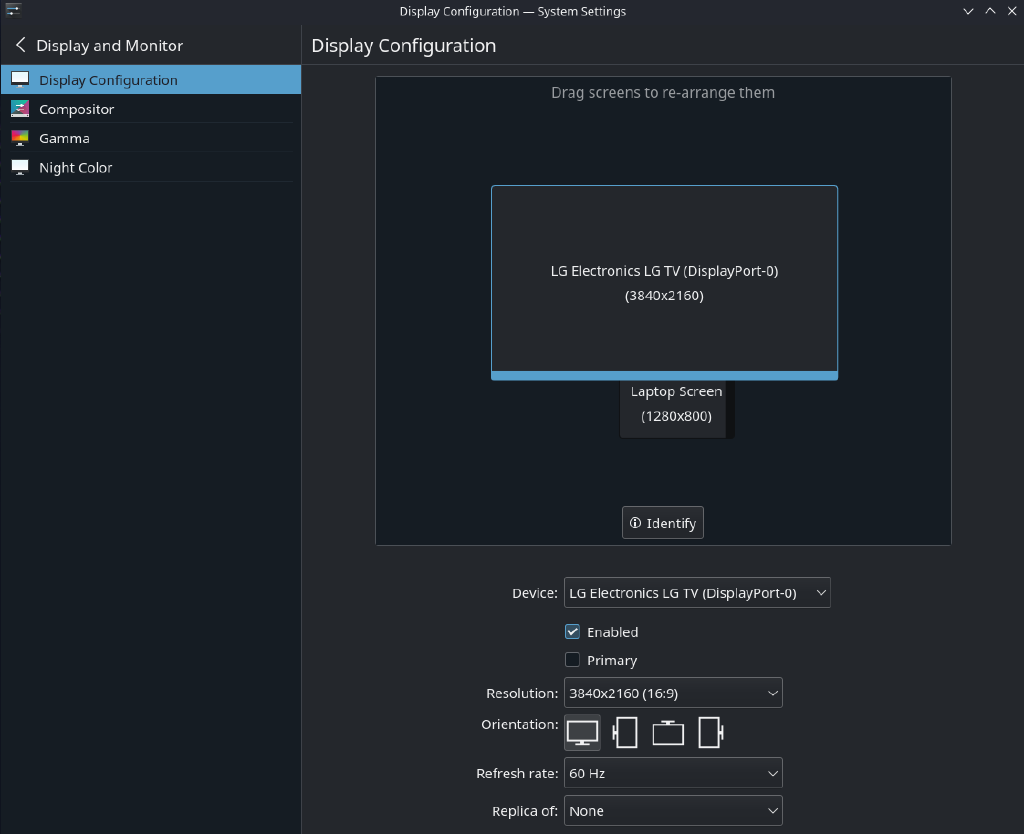 Display Configuration — System Settings
Display and Monitor
Display Configuration
Compositor
Gamma
Night Color
Display Configuration
Drag screens to re-arrange them
LG Electronics LG TV (DisplayPort-0)
(3840x2160)
Laptop Screen
(1280x800)
Identify
Device: LG Electronics LG TV (DisplayPort-0)
Enabled
Primary
Resolution: 3840x2160 (16:9)
Orientation:
Refresh rate: 60 Hz
Replica of: None